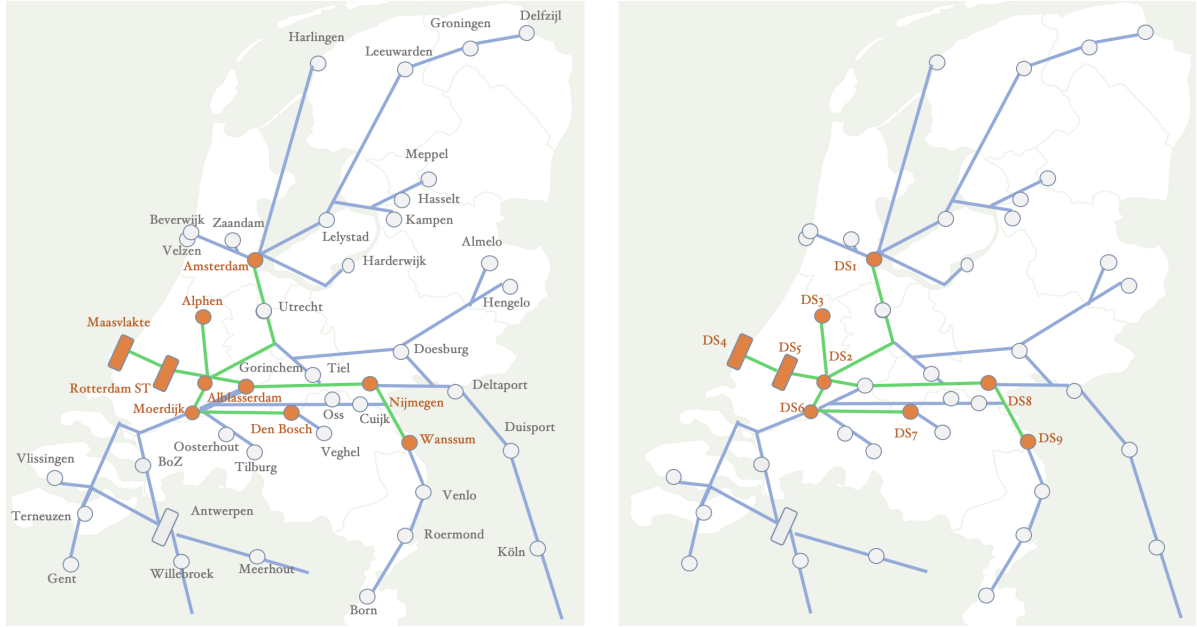 Delfzijl
Groningen
Harlingen
Leeuwarden
Meppel
Hasselt
Kampen
Beverwijk
Zaandam
Velzen
Lelystad
Almelo
Amsterdam
Harderwijk
Hengelo
Alphen
Utrecht
Maasvlakte
Doesburg
Gorinchem
Tiel
Rotterdam ST
Deltaport
Alblasserdam
Nijmegen
Moerdijk
Oss
Cuijk
Den Bosch
Duisport
Wanssum
Oosterhout
Veghel
Vlissingen
BoZ
Tilburg
Venlo
Terneuzen
Antwerpen
Roermond
Köln
Gent
Willebroek
Meerhout
Born
DS1
DS3
DS4
DS5
DS2
DS6
DS8
DS7
DS9